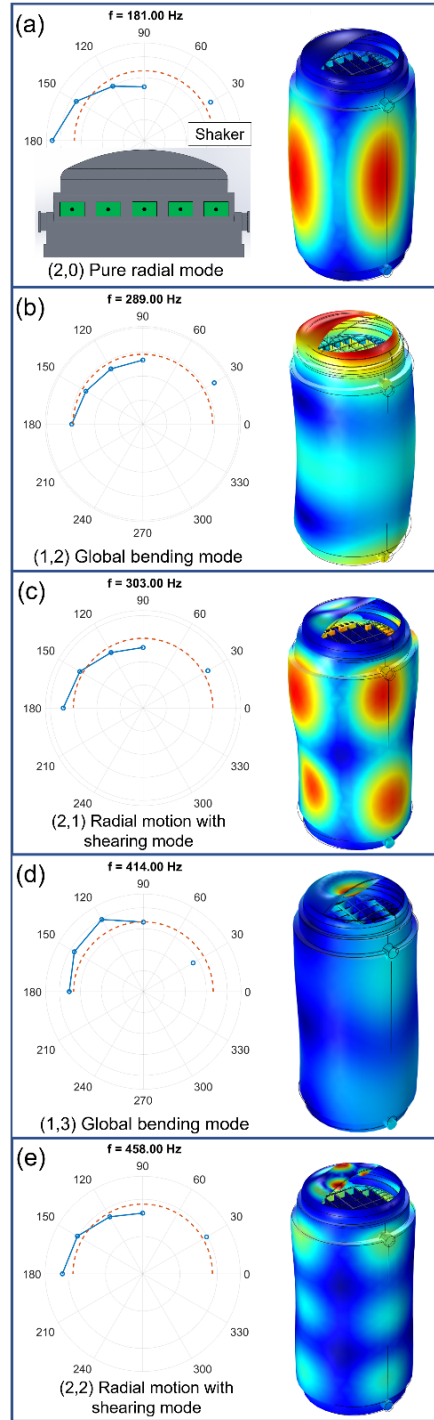 (a)
f = 181.00 Hz
90
120
60
150
30
180
Shaker
(2,0) Pure radial mode
(b)
f = 289.00 Hz
90
120
60
150
30
180
0
210
330
240
300
(1,2) Global bending mode
(c)
f = 303.00 Hz
90
120
60
150
30
180
0
210
330
240
300
(2,1) Radial motion with
shearing mode
(d)
f = 414.00 Hz
90
120
60
150
30
180
0
210
330
240
300
270
(1,3) Global bending mode
(e)
f = 458.00 Hz
90
120
60
150
30
180
0
210
330
240
300
(2,2) Radial motion with
shearing mode